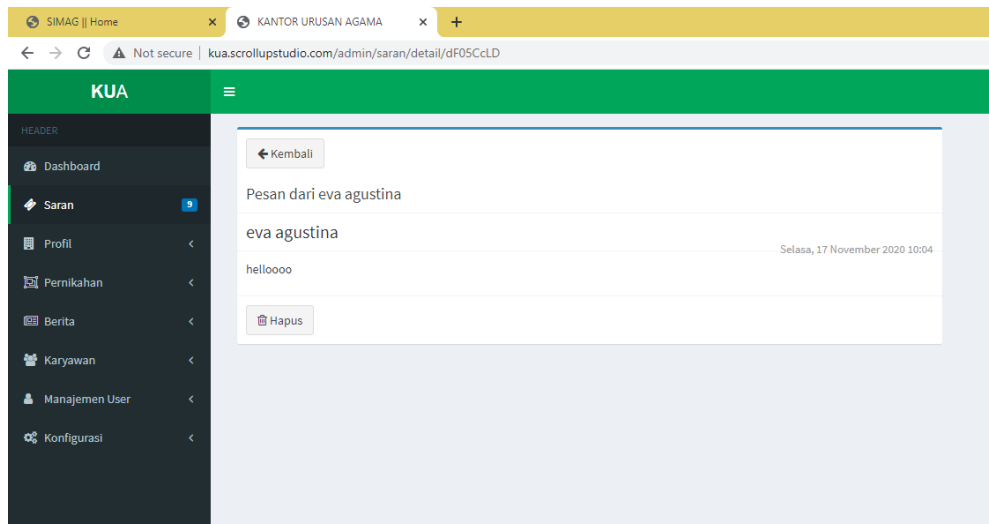 SIMAG || Home
KANTOR URUSAN AGAMA
Not secure | kua.scrollupstudio.com/admin/saran/detail/dF05CcLD
KUA
HEADER
Dashboard
Saran 9
Profil
Pernikahan
Berita
Karyawan
Manajemen User
Konfigurasi
Kembali
Pesan dari eva agustina
eva agustina
Selasa, 17 November 2020 10:04
helloooo
Hapus